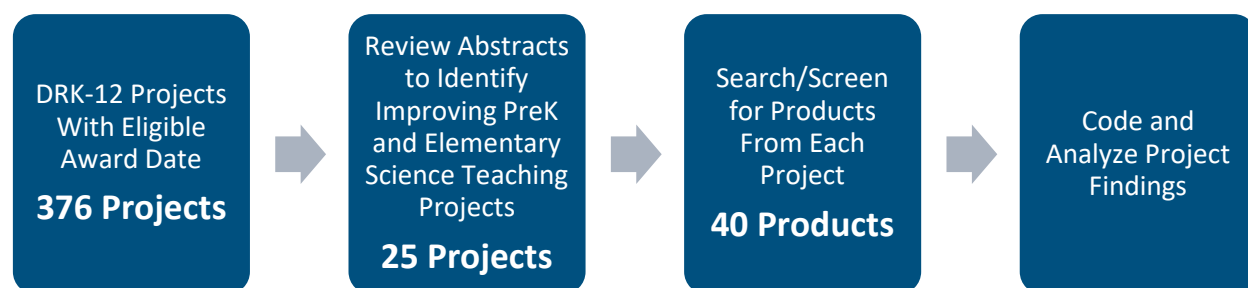 DRK-12 Projects
With Eligible
Award Date
376 Projects
Review Abstracts
to Identify
Improving PreK
and Elementary
Science Teaching
Projects
25 Projects
Search/Screen
for Products
From Each
Project
40 Products
Code and
Analyze Project
Findings